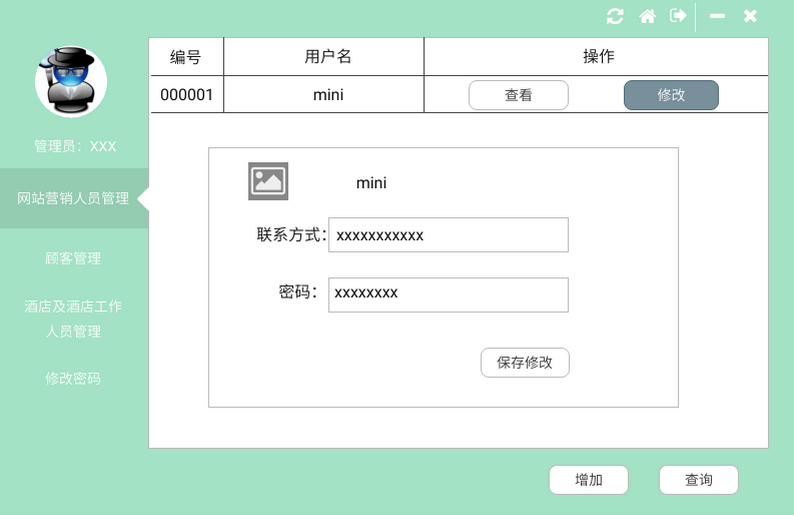 编号 用户名 操作
000001 mini 查看 修改
管理员：XXX
网站营销人员管理
顾客管理
酒店及酒店工作
人员管理
修改密码
mini
联系方式： xxxxxxxxxxx
密码： xxxxxxxx
保存修改
增加 查询